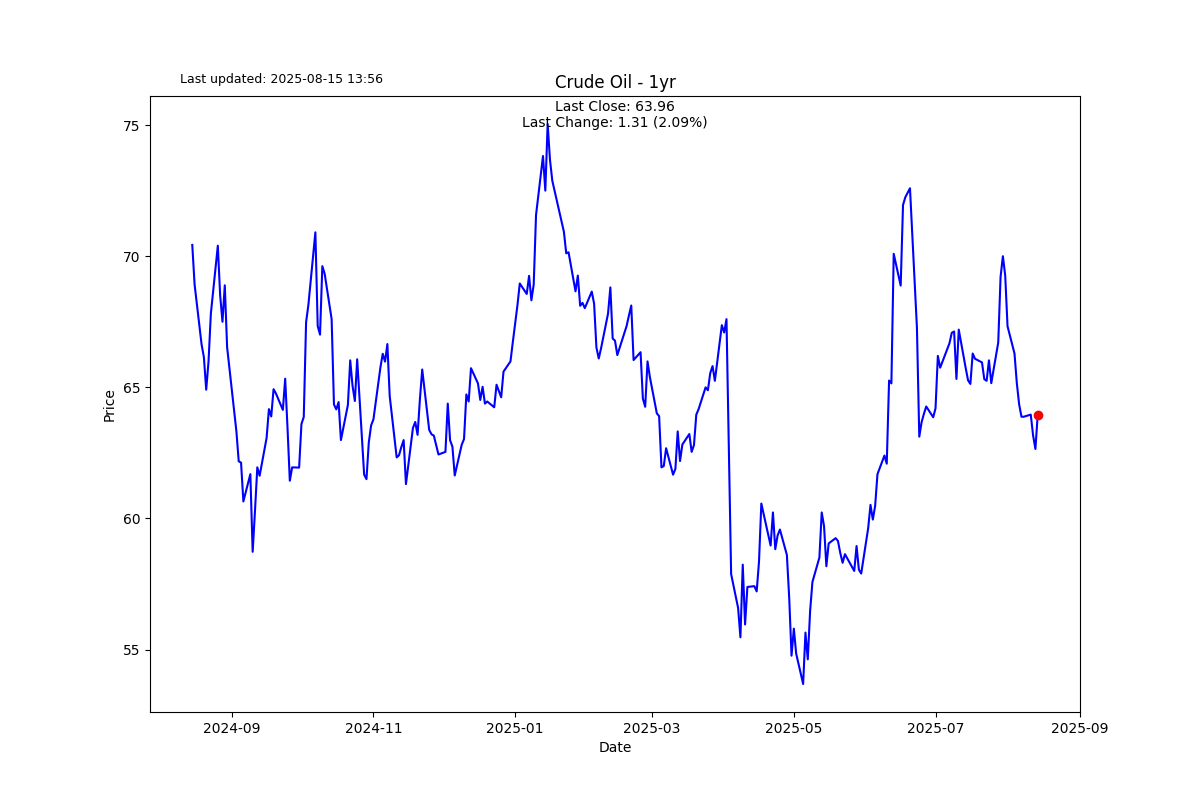 Last updated: 2025-08-15 13:56
Crude Oil - 1yr
Last Close: 63.96
Last Change: 1.31 (2.09%)
75
70
65
60
55
Price
2024-09
2024-11
2025-01
2025-03
2025-05
2025-07
2025-09
Date